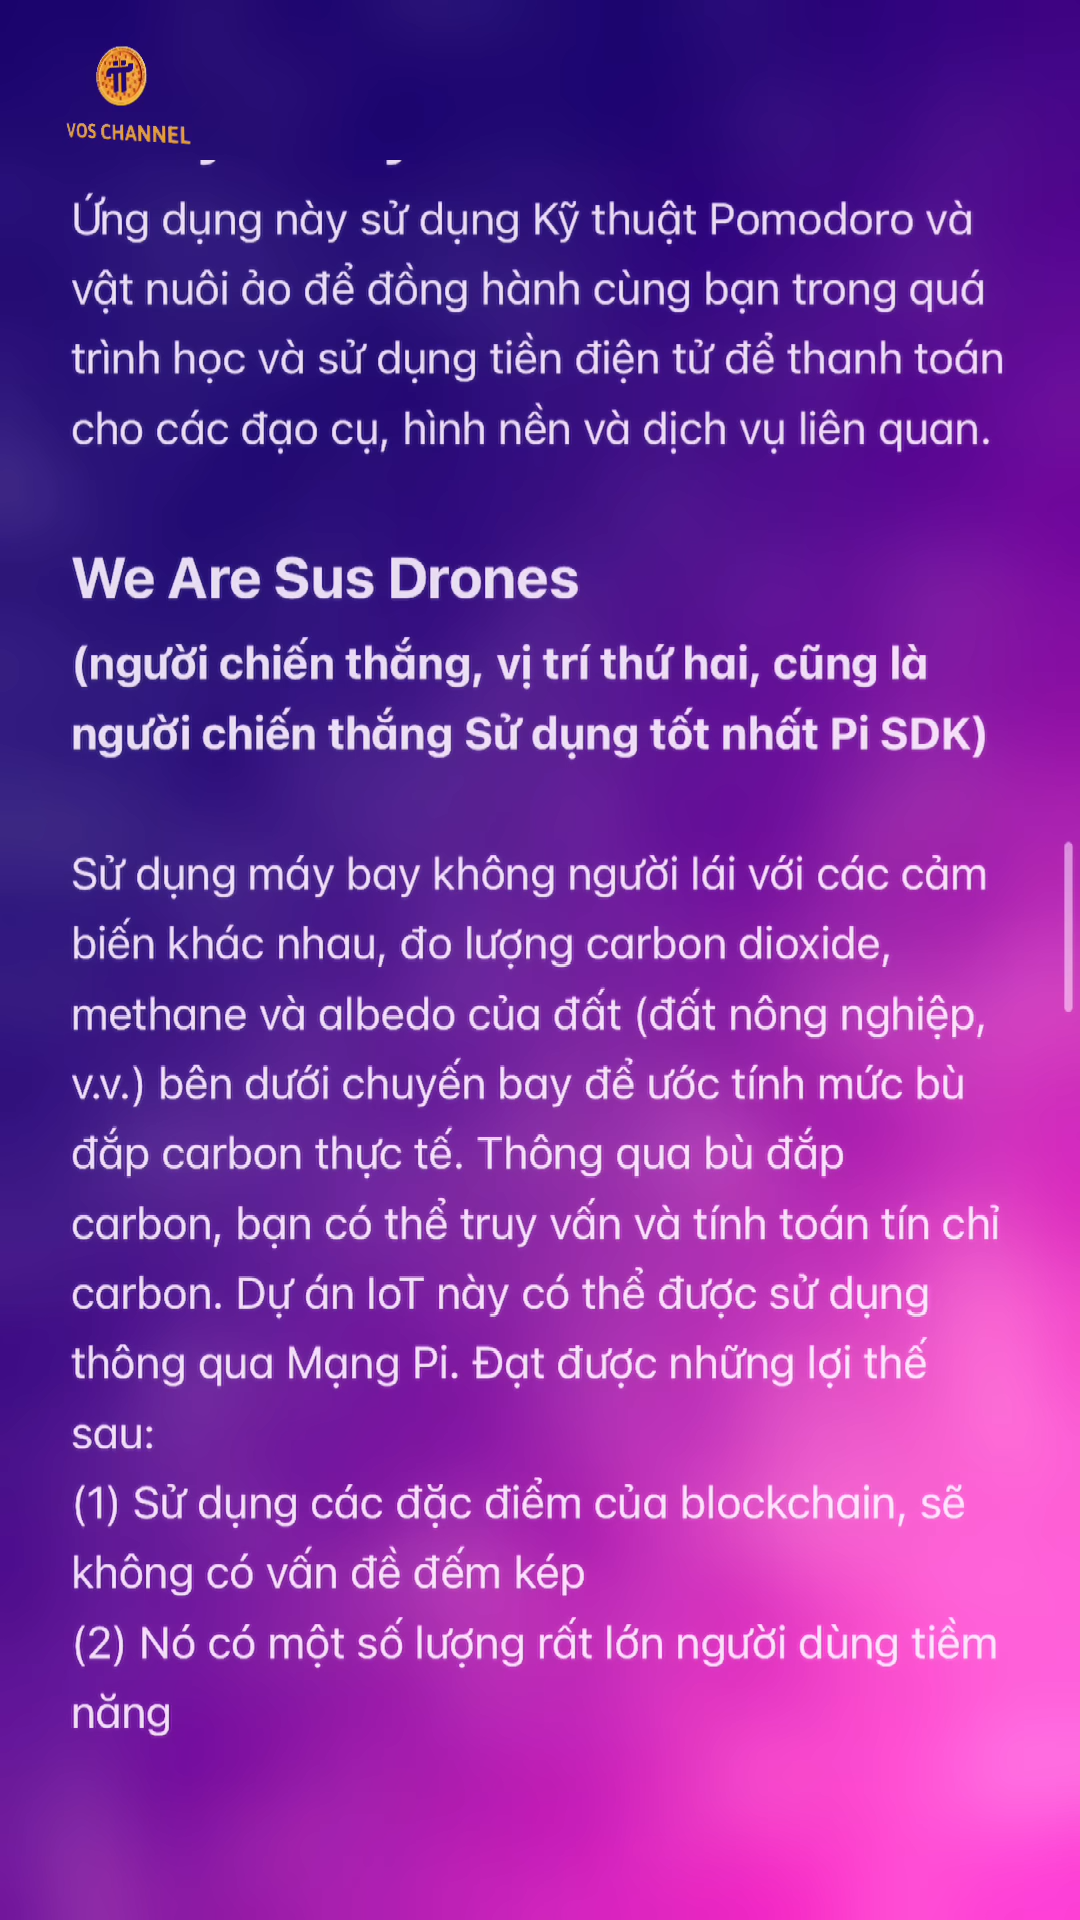 VOS CHANNEL
Ứng dụng này sử dụng Kỹ thuật Pomodoro và
vật nuôi ảo để đồng hành cùng bạn trong quá
trình học và sử dụng tiền điện tử để thanh toán
cho các đạo cụ, hình nền và dịch vụ liên quan.
We Are Sus Drones
(người chiến thắng, vị trí thứ hai, cũng là
người chiến thắng Sử dụng tốt nhất Pi SDK)
Sử dụng máy bay không người lái với các cảm
biến khác nhau, đo lượng carbon dioxide,
methane và albedo của đất (đất nông nghiệp,
v.v.) bên dưới chuyến bay để ước tính mức bù
đắp carbon thực tế. Thông qua bù đắp
carbon, bạn có thể truy vấn và tính toán tín chỉ
carbon. Dự án IoT này có thể được sử dụng
thông qua Mạng Pi. Đạt được những lợi thế
sau:
(1) Sử dụng các đặc điểm của blockchain, sẽ
không có vấn đề đếm kép
(2) Nó có một số lượng rất lớn người dùng tiềm
năng